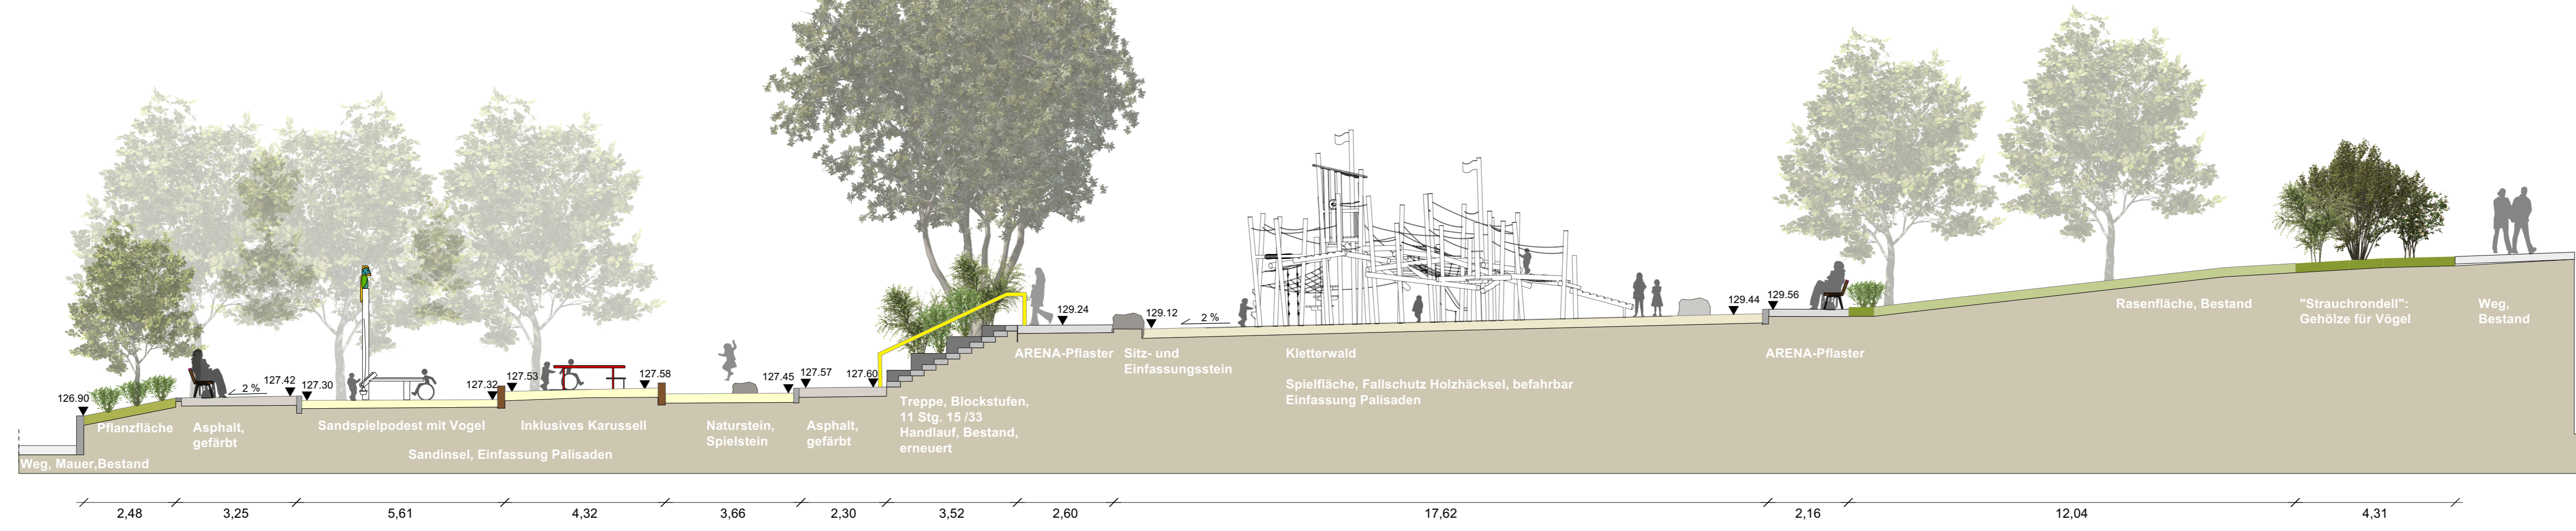 126.90
2 %
127.42
127.30
127.32
127.53
127.58
127.45
127.57
127.60
129.24
129.12
2 %
129.44
129.56
Weg, Mauer,Bestand
Pflanzfläche
Asphalt,
gefärbt
Sandspielpodest mit Vogel
Inklusives Karussell
Sandinsel, Einfassung Palisaden
Naturstein,
Spielstein
Asphalt,
gefärbt
Treppe, Blockstufen,
11 Stg. 15 /33
Handlauf, Bestand,
erneuert
ARENA-Pflaster
Sitz- und
Einfassungsstein
Kletterwald
Spielfläche, Fallschutz Holzhäcksel, befahrbar
Einfassung Palisaden
ARENA-Pflaster
Rasenfläche, Bestand
"Strauchrondell":
Gehölze für Vögel
Weg,
Bestand
2,48
3,25
5,61
4,32
3,66
2,30
3,52
2,60
17,62
2,16
12,04
4,31